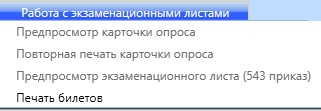 Работа с экзаменационными листами
Предпросмотр карточки опроса
Повторная печать карточки опроса
Предпросмотр экзаменационного листа (543 приказ)
Печать билетов